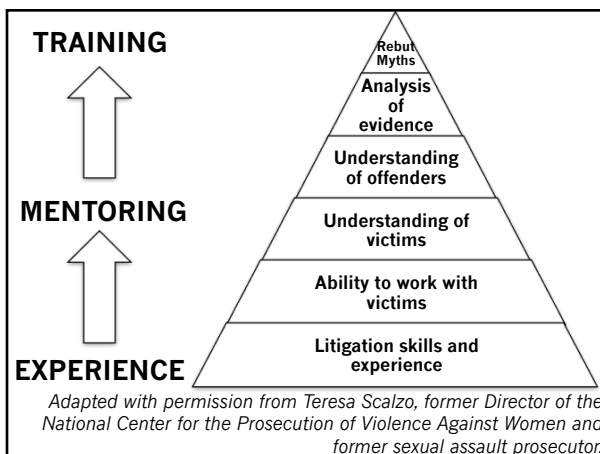 TRAINING
MENTORING
EXPERIENCE
Rebut
Myths
Analysis
of
evidence
Understanding
of offenders
Understanding of
victims
Ability to work with
victims
Litigation skills and
experience
Adapted with permission from Teresa Scalzo, former Director of the
National Center for the Prosecution of Violence Against Women and
former sexual assault prosecutor.